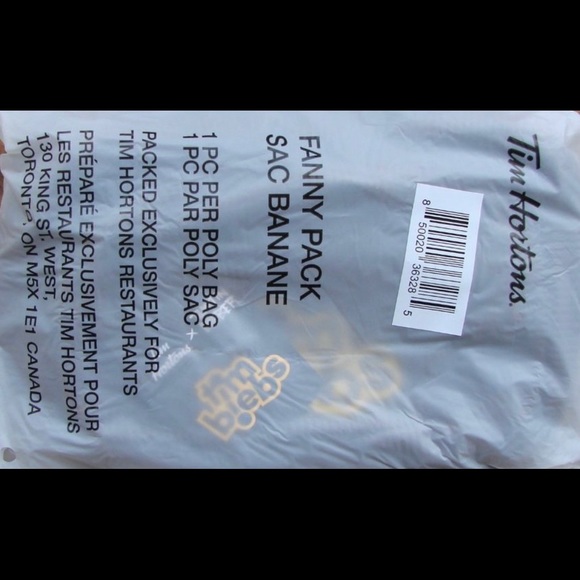 Tim Hortons
8 50020 36328 5
FANNY PACK
SAC BANANE
1 PC PER POLY BAG
1 PC PAR POLY SAC
PACKED EXCLUSIVELY FOR
TIM HORTONS RESTAURANTS
PRÉPARÉ EXCLUSIVEMENT POUR
LES RESTAURANTS TIM HORTONS
130 KING ST. WEST,
TORONTO, ON M5X 1E1 CANADA
tim
biebs